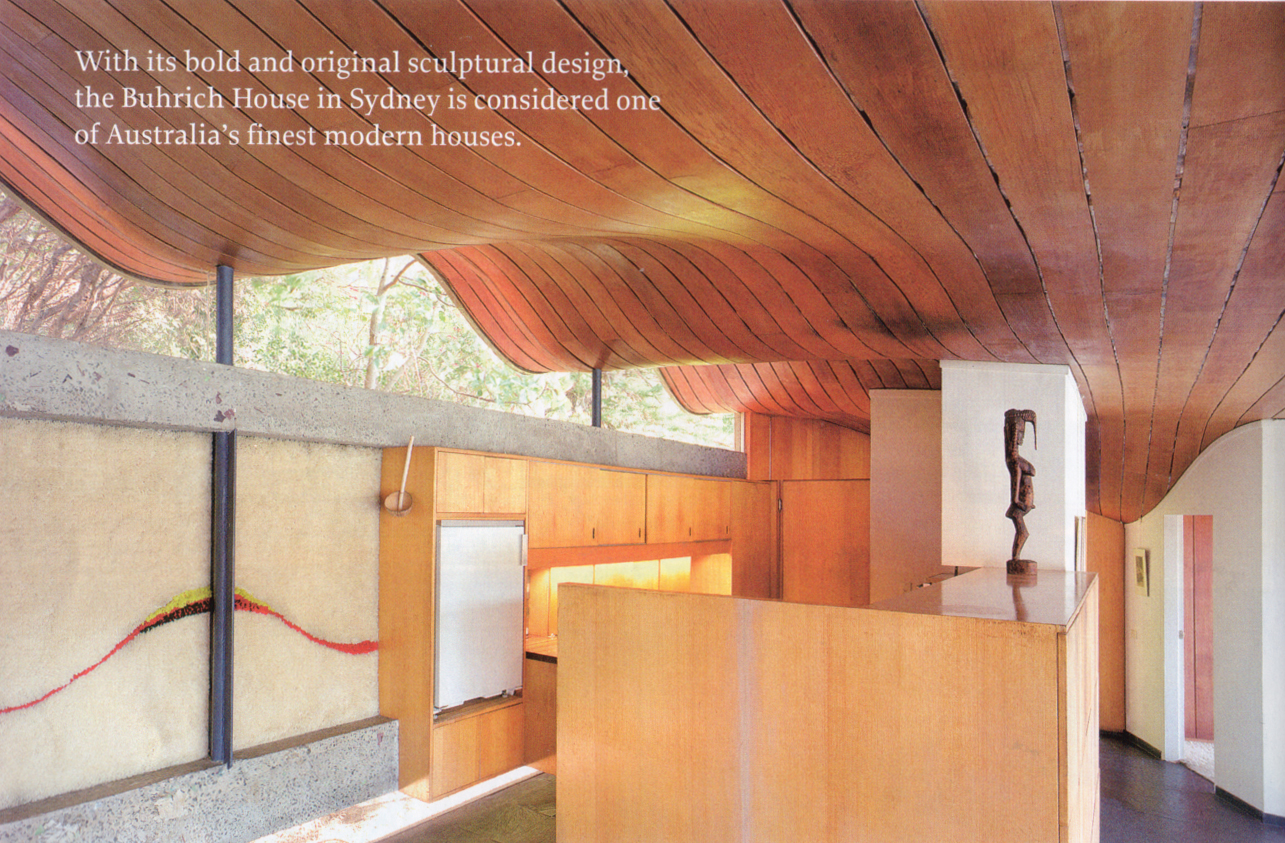 With its bold and original sculptural design,
the Buhrich House in Sydney is considered one
of Australia's finest modern houses.